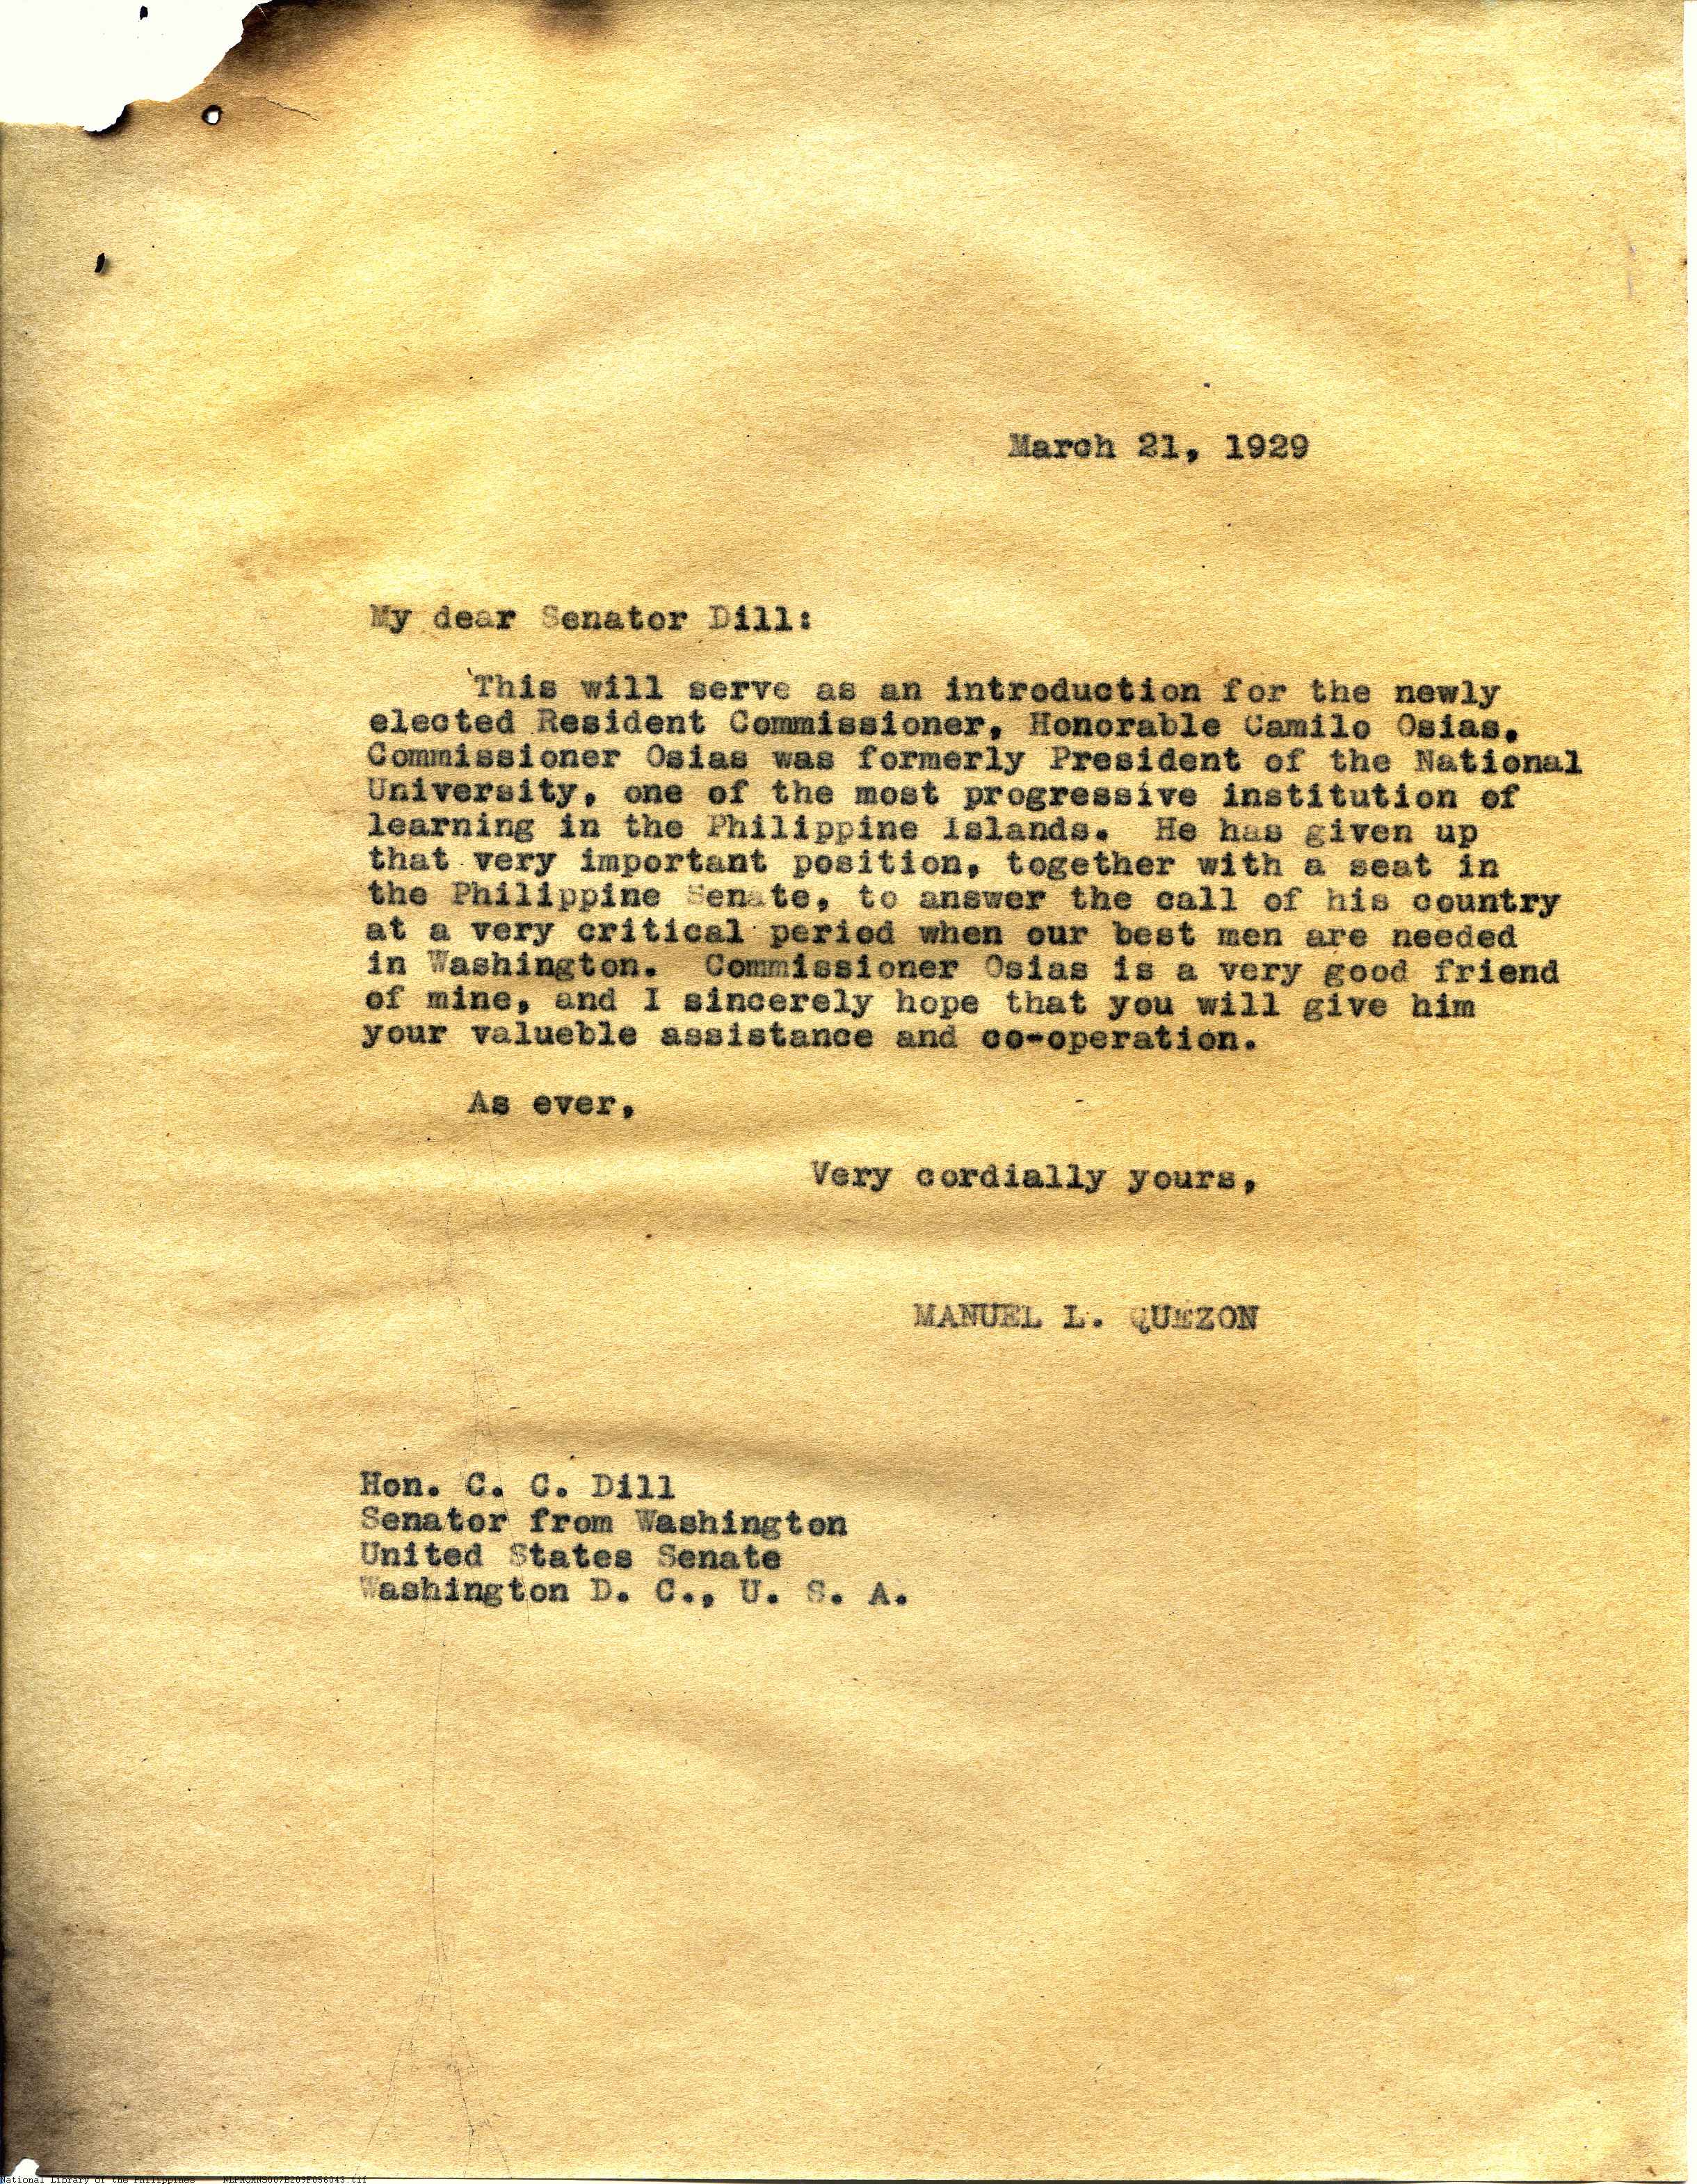 March 21, 1929
My dear Senator Dill:
This will serve as an introduction for the newly
elected Resident Commissioner, Honorable Camilo Osias.
Commissioner Osias was formerly President of the National
University, one of the most progressive institution of
learning in the Philippine Islands. He has given up
that very important position, together with a seat in
the Philippine Senate, to answer the call of his country
at a very critical period when our best men are needed
in Washington. Commissioner Osias is a very good friend
of mine, and I sincerely hope that you will give him
your valueble assistance and co-operation.
As ever,
Very cordially yours,
MANUEL L. QUEZON
Hon. C. C. Dill
Senator from Washington
United States Senate
Washington D. C., U. S. A.
National Library of the Philippines